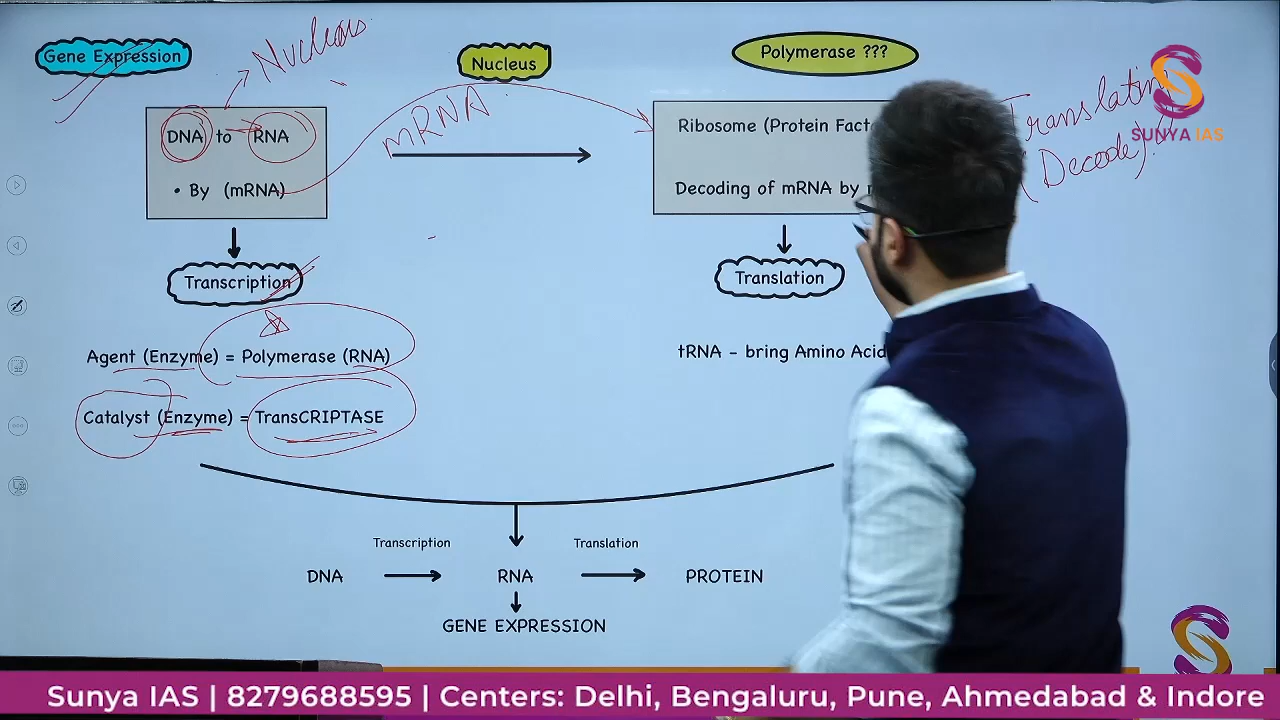 Gene Expression
Nucleus
Nucleus
Polymerase ???
DNA to RNA
• By (mRNA)
mRNA
Ribosome (Protein
Decoding of mRNA by
Translation
(Decode).
SUNYA IAS
Transcription
Translation
Agent (Enzyme) = Polymerase (RNA)
tRNA - bring Amino Acid
Catalyst (Enzyme) = TransCRIPTASE
Transcription
Translation
DNA
RNA
PROTEIN
GENE EXPRESSION
Sunya IAS | 8279688595 | Centers: Delhi, Bengaluru, Pune, Ahmedabad & Indore